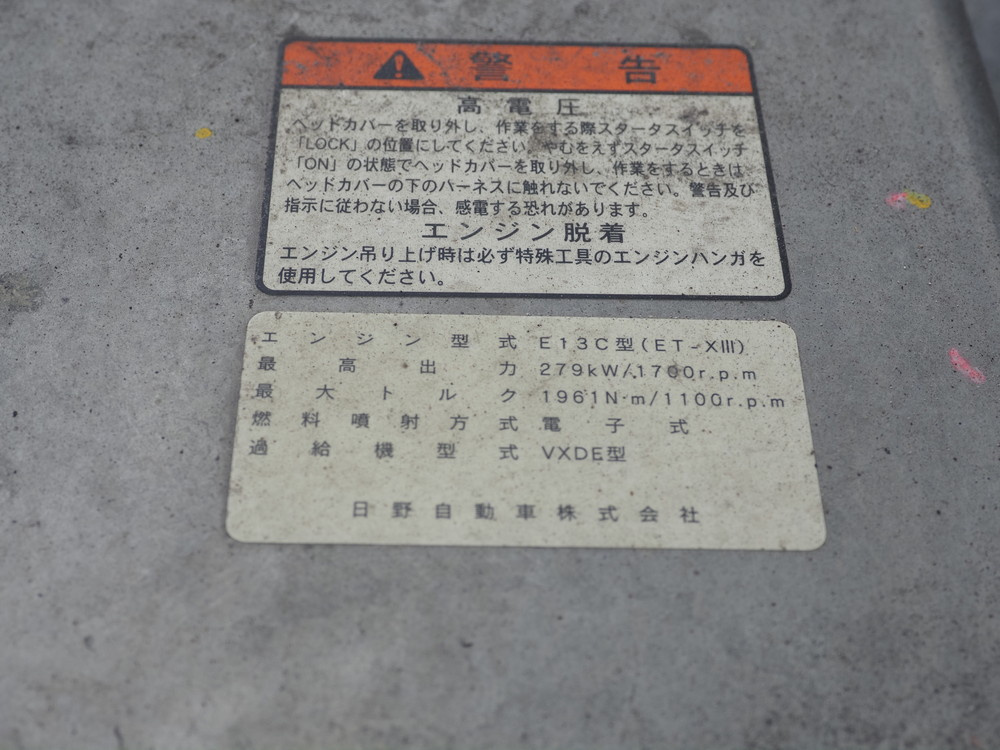 警告
高電圧
ヘッドカバーを取り外し、作業をする際スタータスイッチを
「LOCK」の位置にしてください。やむをえずスタータスイッチ
「ON」の状態でヘッドカバーを取り外し、作業をするときは
ヘッドカバーの下のハーネスに触れないでください。警告及び
指示に従わない場合、感電する恐れがあります。
エンジン脱着
エンジン吊り上げ時は必ず特殊工具のエンジンハンガを
使用してください。
エンジン型式 E13C型(ET-XIII)
最高出力 279kW/1700r.p.m
最大トルク 1961N·m/1100r.p.m
燃料噴射方式 電子式
過給機型式 VXDE型
日野自動車株式会社